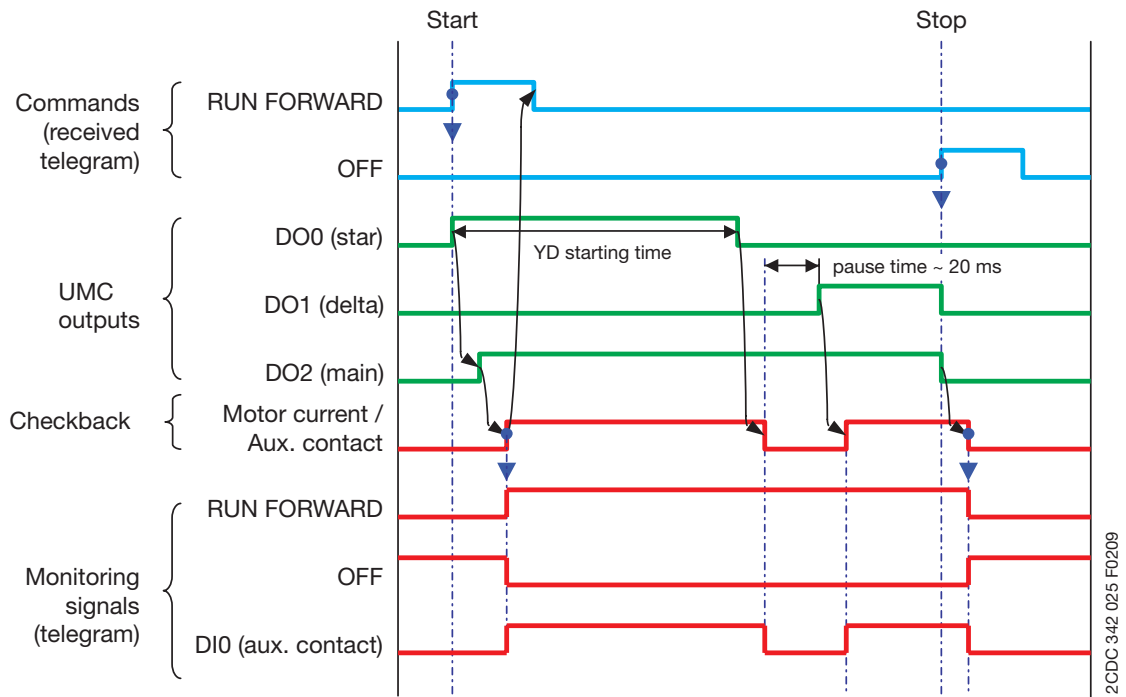 Start
Stop
Commands
(received
telegram)
RUN FORWARD
OFF
UMC
outputs
DO0 (star)
YD starting time
pause time ~ 20 ms
DO1 (delta)
DO2 (main)
Checkback
Motor current /
Aux. contact
Monitoring
signals
(telegram)
RUN FORWARD
OFF
DI0 (aux. contact)
2CDC 342 025 F0209